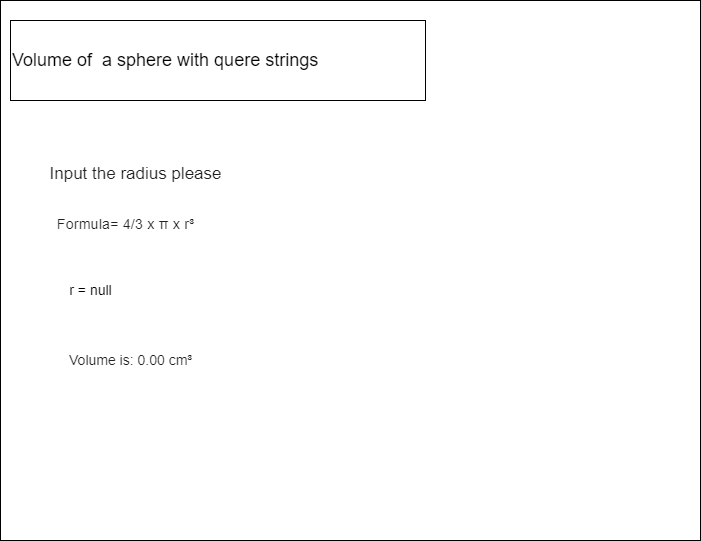 Volume of  a sphere with quere strings
Input the radius please
Formula= 4/3 x π x r³
r = null
Volume is: 0.00 cm³